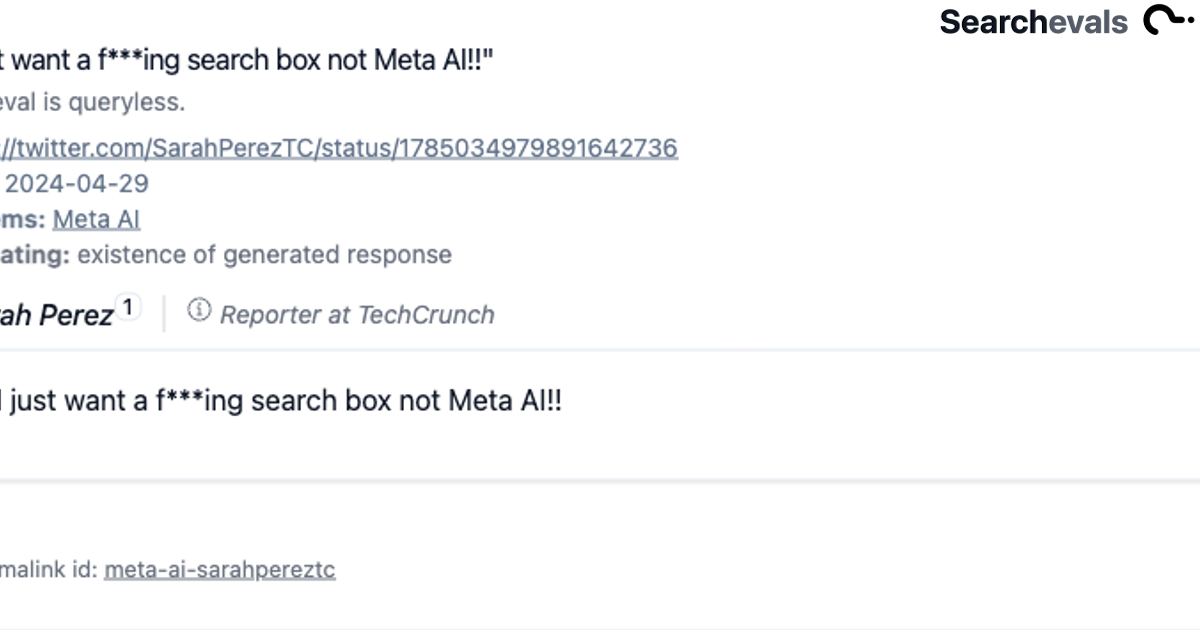 Searchevals
t want a f***ing search box not Meta AI!!"
eval is queryless.
://twitter.com/SarahPerezTC/status/1785034979891642736
2024-04-29
ms: Meta AI
ating: existence of generated response
ah Perez 1 Reporter at TechCrunch
I just want a f***ing search box not Meta AI!!
malink id: meta-ai-sarahpereztc